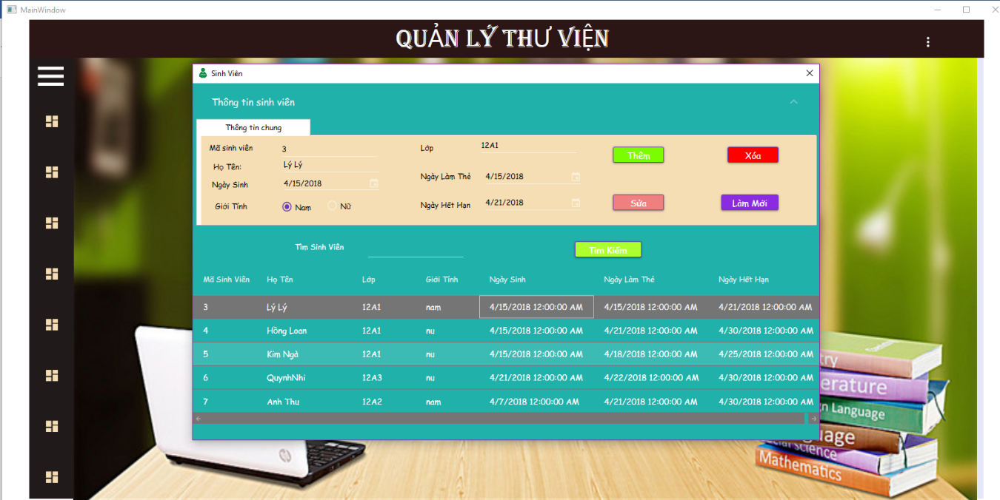 MainWindow
QUẢN LÝ THƯ VIỆN
Sinh Viên
Thông tin sinh viên
Thông tin chung
Mã sinh viên 3 Lớp 12A1 Thêm Xóa
Họ Tên: Lý Lý
Ngày Sinh 4/15/2018 Ngày Làm Thẻ 4/15/2018
Giới Tính Nam Nữ Ngày Hết Hạn 4/21/2018 Sửa Làm Mới
Tìm Sinh Viên Tìm Kiếm
Mã Sinh Viên Họ Tên Lớp Giới Tính Ngày Sinh Ngày Làm Thẻ Ngày Hết Hạn
3 Lý Lý 12A1 nam 4/15/2018 12:00:00 AM 4/15/2018 12:00:00 AM 4/21/2018 12:00:00 AM
4 Hồng Loan 12A1 nu 4/15/2018 12:00:00 AM 4/21/2018 12:00:00 AM 4/30/2018 12:00:00 AM
5 Kim Ngà 12A1 nu 4/15/2018 12:00:00 AM 4/18/2018 12:00:00 AM 4/25/2018 12:00:00 AM
6 QuynhNhi 12A3 nu 4/21/2018 12:00:00 AM 4/22/2018 12:00:00 AM 4/30/2018 12:00:00 AM
7 Anh Thu 12A2 nam 4/7/2018 12:00:00 AM 4/21/2018 12:00:00 AM 4/30/2018 12:00:00 AM
try
erature
gn Language
uage
cial science
Mathematics
hp